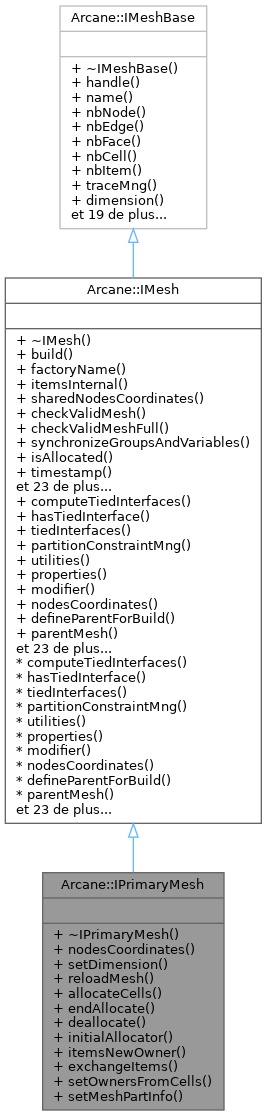 Arcane::IMeshBase
+ ~IMeshBase()
+ handle()
+ name()
+ nbNode()
+ nbEdge()
+ nbFace()
+ nbCell()
+ nbItem()
+ traceMng()
+ dimension()
et 19 de plus...
Arcane::IMesh
+ ~IMesh()
+ build()
+ factoryName()
+ itemsInternal()
+ sharedNodesCoordinates()
+ checkValidMesh()
+ checkValidMeshFull()
+ synchronizeGroupsAndVariables()
+ isAllocated()
+ timestamp()
et 23 de plus...
+ computeTiedInterfaces()
+ hasTiedInterface()
+ tiedInterfaces()
+ partitionConstraintMng()
+ utilities()
+ properties()
+ modifier()
+ nodesCoordinates()
+ defineParentForBuild()
+ parentMesh()
et 23 de plus...
* computeTiedInterfaces()
* hasTiedInterface()
* tiedInterfaces()
* partitionConstraintMng()
* utilities()
* properties()
* modifier()
* nodesCoordinates()
* defineParentForBuild()
* parentMesh()
et 23 de plus...
Arcane::IPrimaryMesh
+ ~IPrimaryMesh()
+ nodesCoordinates()
+ setDimension()
+ reloadMesh()
+ allocateCells()
+ endAllocate()
+ deallocate()
+ initialAllocator()
+ itemsNewOwner()
+ exchangeItems()
+ setOwnersFromCells()
+ setMeshPartInfo()